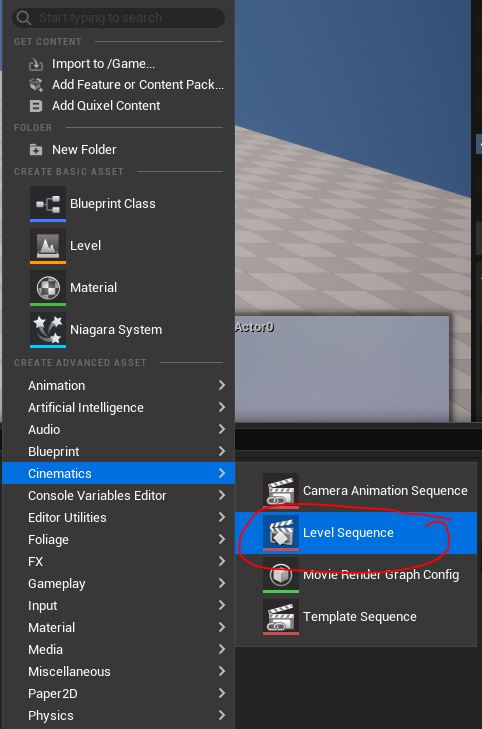 Start typing to search
GET CONTENT
Import to /Game...
Add Feature or Content Pack...
Add Quixel Content
FOLDER
New Folder
CREATE BASIC ASSET
Blueprint Class
Level
Material
Niagara System
Actor0
CREATE ADVANCED ASSET
Animation
Artificial Intelligence
Audio
Blueprint
Cinematics
Console Variables Editor
Editor Utilities
Foliage
FX
Gameplay
Input
Material
Media
Miscellaneous
Paper2D
Physics
Camera Animation Sequence
Level Sequence
Movie Render Graph Config
Template Sequence